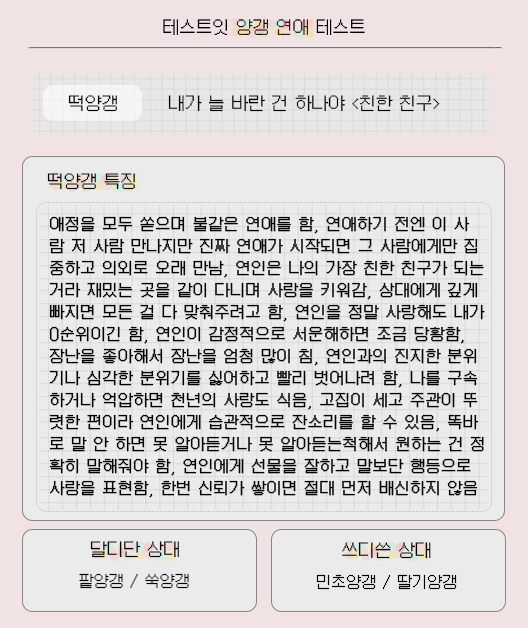 테스트잇 양갱 연애 테스트
떡양갱
내가 늘 바란 건 하나야 <친한 친구>
떡양갱 특징
애정을 모두 쏟으며 불같은 연애를 함, 연애하기 전엔 이 사
람 저 사람 만나지만 진짜 연애가 시작되면 그 사람에게만 집
중하고 의외로 오래 만남, 연인은 나의 가장 친한 친구가 되는
거라 재밌는 곳을 같이 다니며 사랑을 키워감, 상대에게 깊게
빠지면 모든 걸 다 맞춰주려고 함, 연인을 정말 사랑해도 내가
0순위이긴 함, 연인이 감정적으로 서운해하면 조금 당황함,
장난을 좋아해서 장난을 엄청 많이 침, 연인과의 진지한 분위
기나 심각한 분위기를 싫어하고 빨리 벗어나려 함, 나를 구속
하거나 억압하면 천년의 사랑도 식음, 고집이 세고 주관이 뚜
렷한 편이라 연인에게 습관적으로 잔소리를 할 수 있음, 똑바
로 말 안 하면 못 알아듣거나 못 알아듣는척해서 원하는 건 정
확히 말해줘야 함, 연인에게 선물을 잘하고 말보단 행동으로
사랑을 표현함, 한번 신뢰가 쌓이면 절대 먼저 배신하지 않음
달디단 상대
팥양갱 / 쑥양갱
쓰디쓴 상대
민초양갱 / 딸기양갱